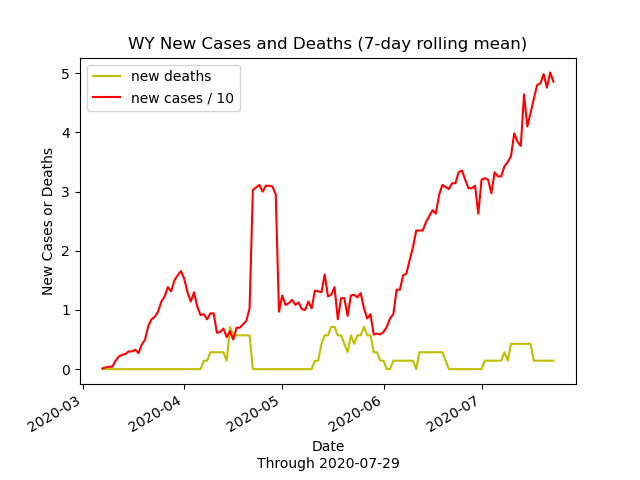 WY New Cases and Deaths (7-day rolling mean)
new deaths
new cases / 10
5
4
3
2
1
0
New Cases or Deaths
2020-03
2020-04
2020-05
2020-06
2020-07
Date
Through 2020-07-29